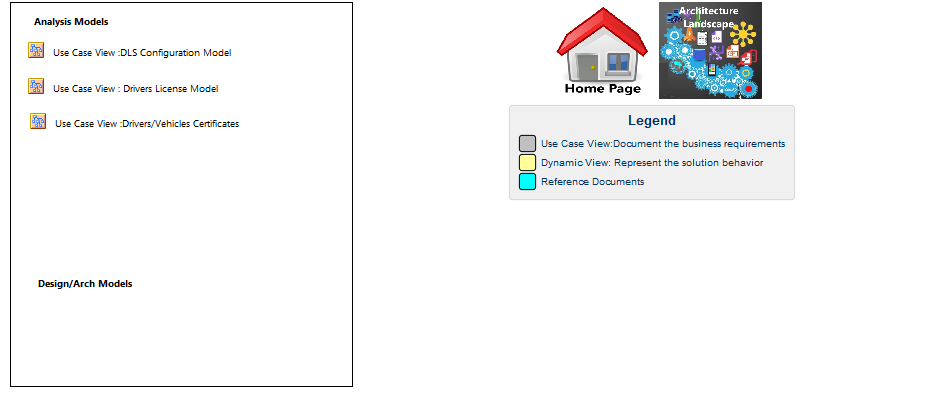 Analysis Models
Use Case View :DLS Configuration Model
Use Case View : Drivers License Model
Use Case View :Drivers/Vehicles Certificates
Design/Arch Models
Home Page
Architecture
Landscape
Legend
Use Case View:Document the business requirements
Dynamic View: Represent the solution behavior
Reference Documents